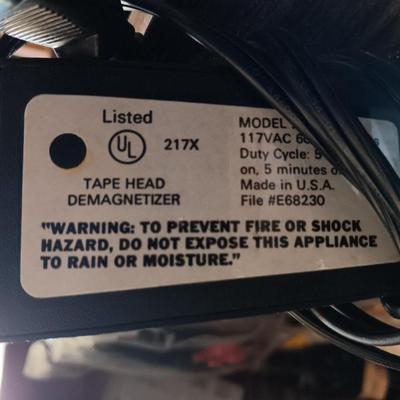 Listed
UL
217X
TAPE HEAD
DEMAGNETIZER
MODEL
117VAC
Duty Cycle: 5
on, 5 minutes
Made in U.S.A.
File #E68230
"WARNING: TO PREVENT FIRE OR SHOCK
HAZARD, DO NOT EXPOSE THIS APPLIANCE
TO RAIN OR MOISTURE."